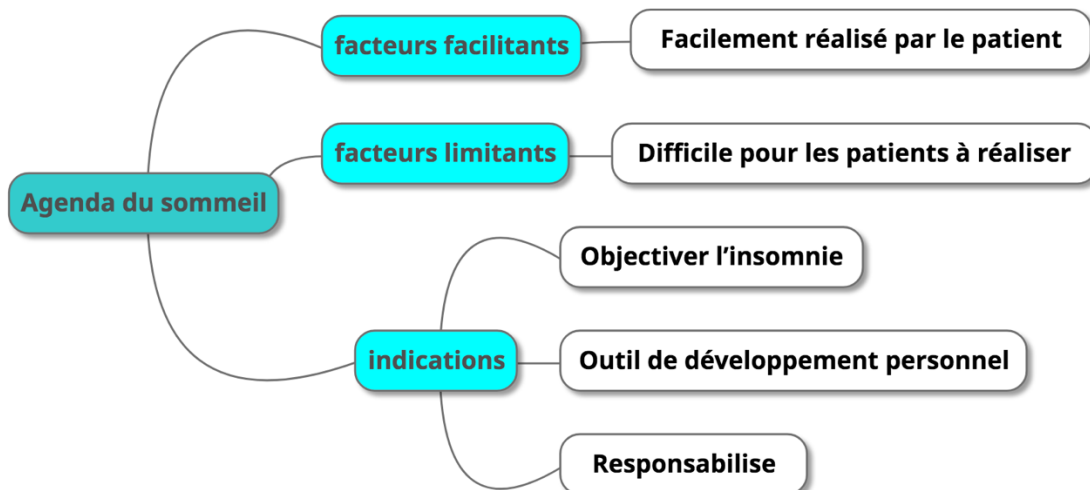 facteurs facilitants
Facilement réalisé par le patient
facteurs limitants
Difficile pour les patients à réaliser
Agenda du sommeil
Objectiver l’insomnie
indications
Outil de développement personnel
Responsabilise